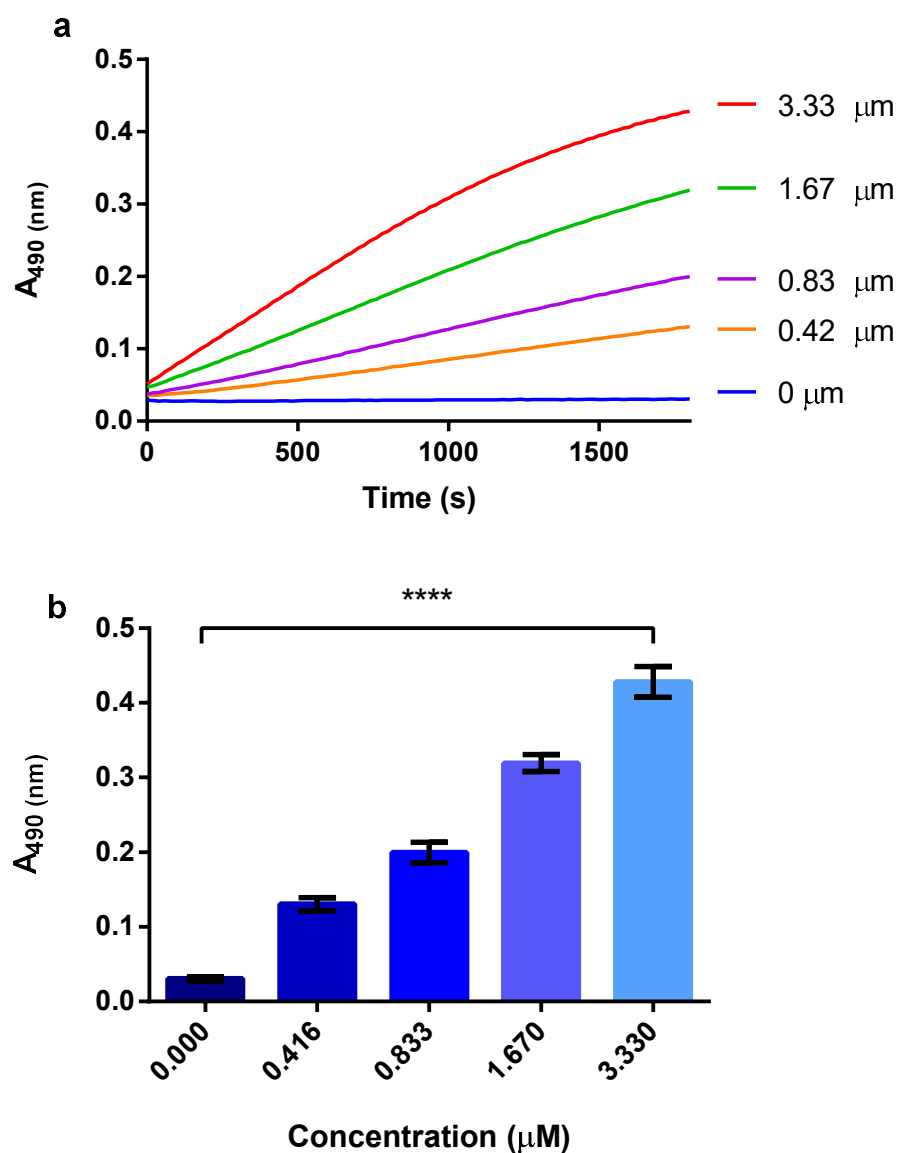 a
0.5
0.4
0.3
0.2
0.1
0.0
A490 (nm)
0
500
1000
1500
Time (s)
3.33 μm
1.67 μm
0.83 μm
0.42 μm
0 μm
b
****
0.5
0.4
0.3
0.2
0.1
0.0
A490 (nm)
0.000
0.416
0.833
1.670
3.330
Concentration (μM)